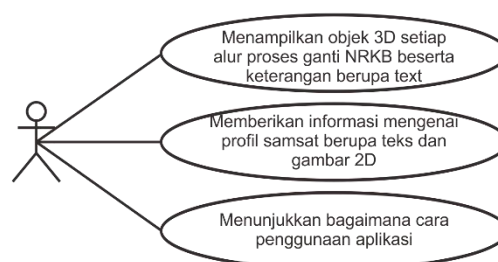 Menampilkan objek 3D setiap
alur proses ganti NRKB beserta
keterangan berupa text
Memberikan informasi mengenai
profil samsat berupa teks dan
gambar 2D
Menunjukkan bagaimana cara
penggunaan aplikasi